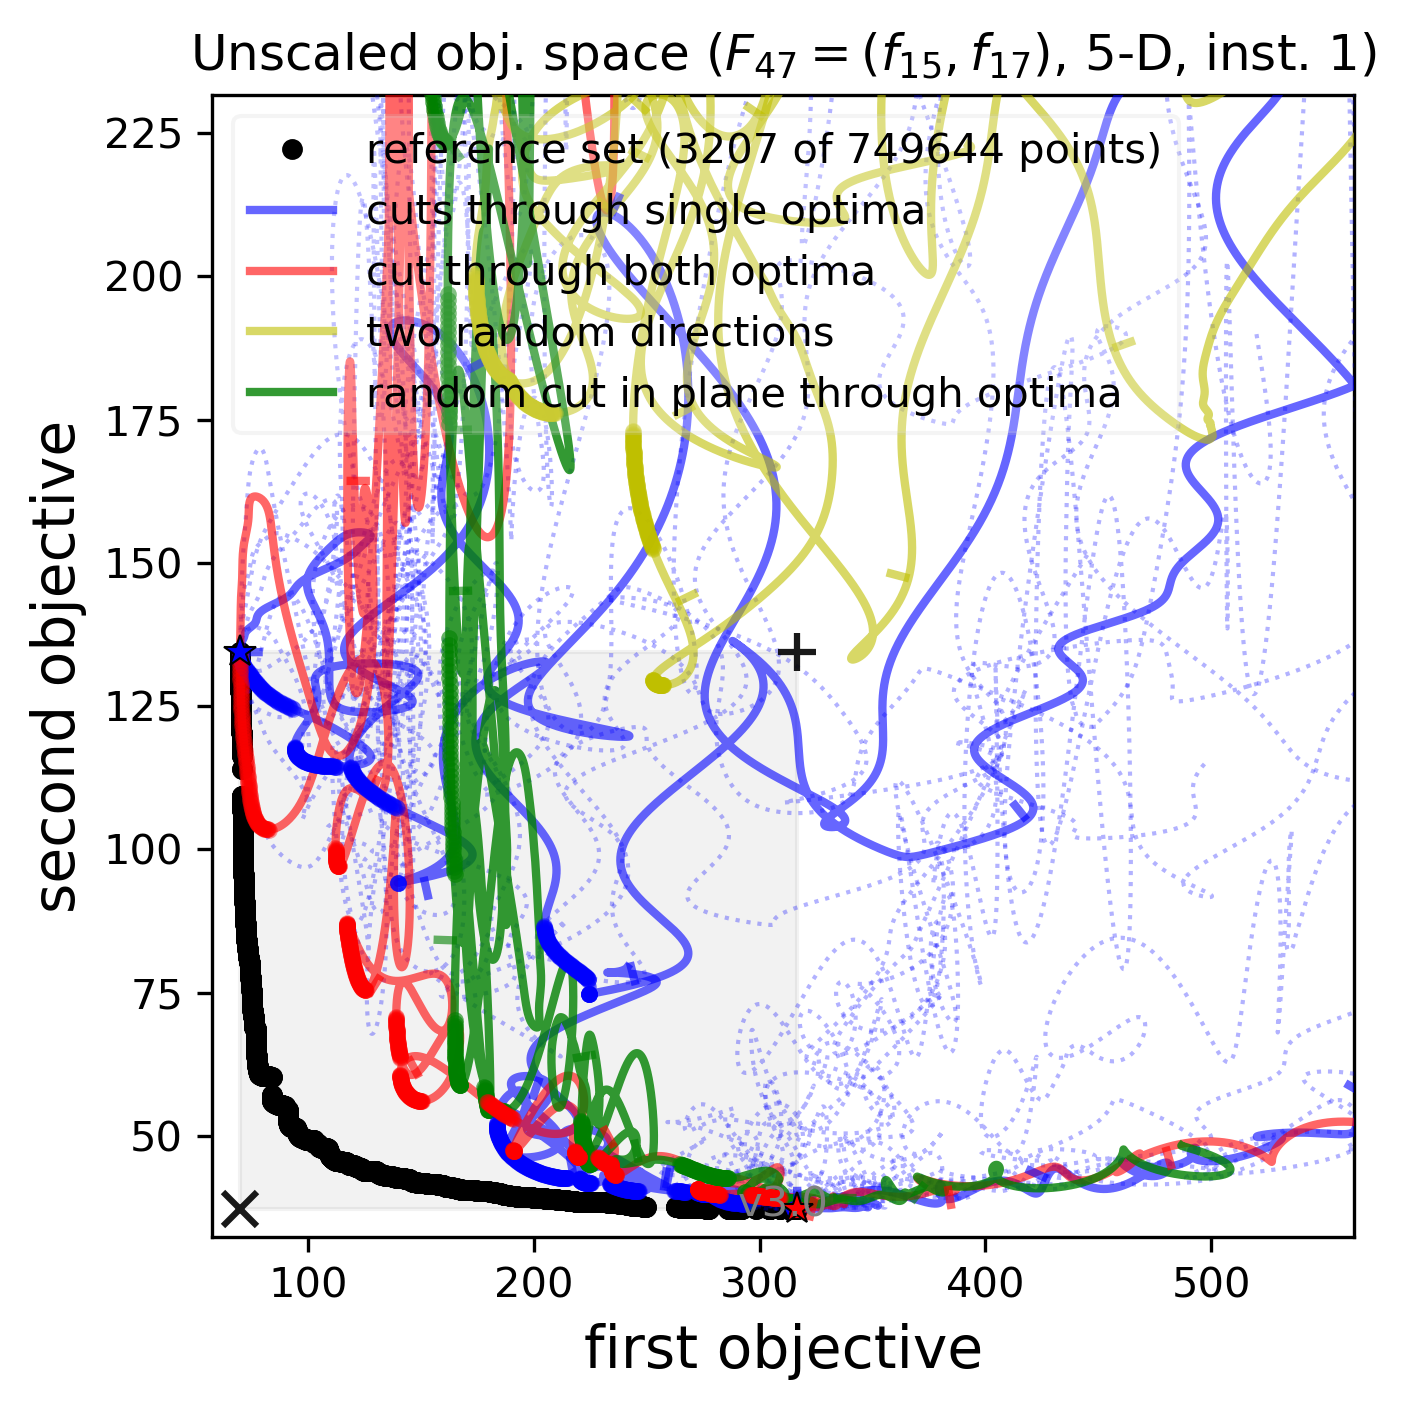 Unscaled obj. space (F₄₇ = (f₁₅, f₁₇), 5-D, inst. 1)
reference set (3207 of 749644 points)
cuts through single optima
cut through both optima
two random directions
random cut in plane through optima
second objective
225
200
175
150
125
100
75
50
v3.0
100 200 300 400 500
first objective